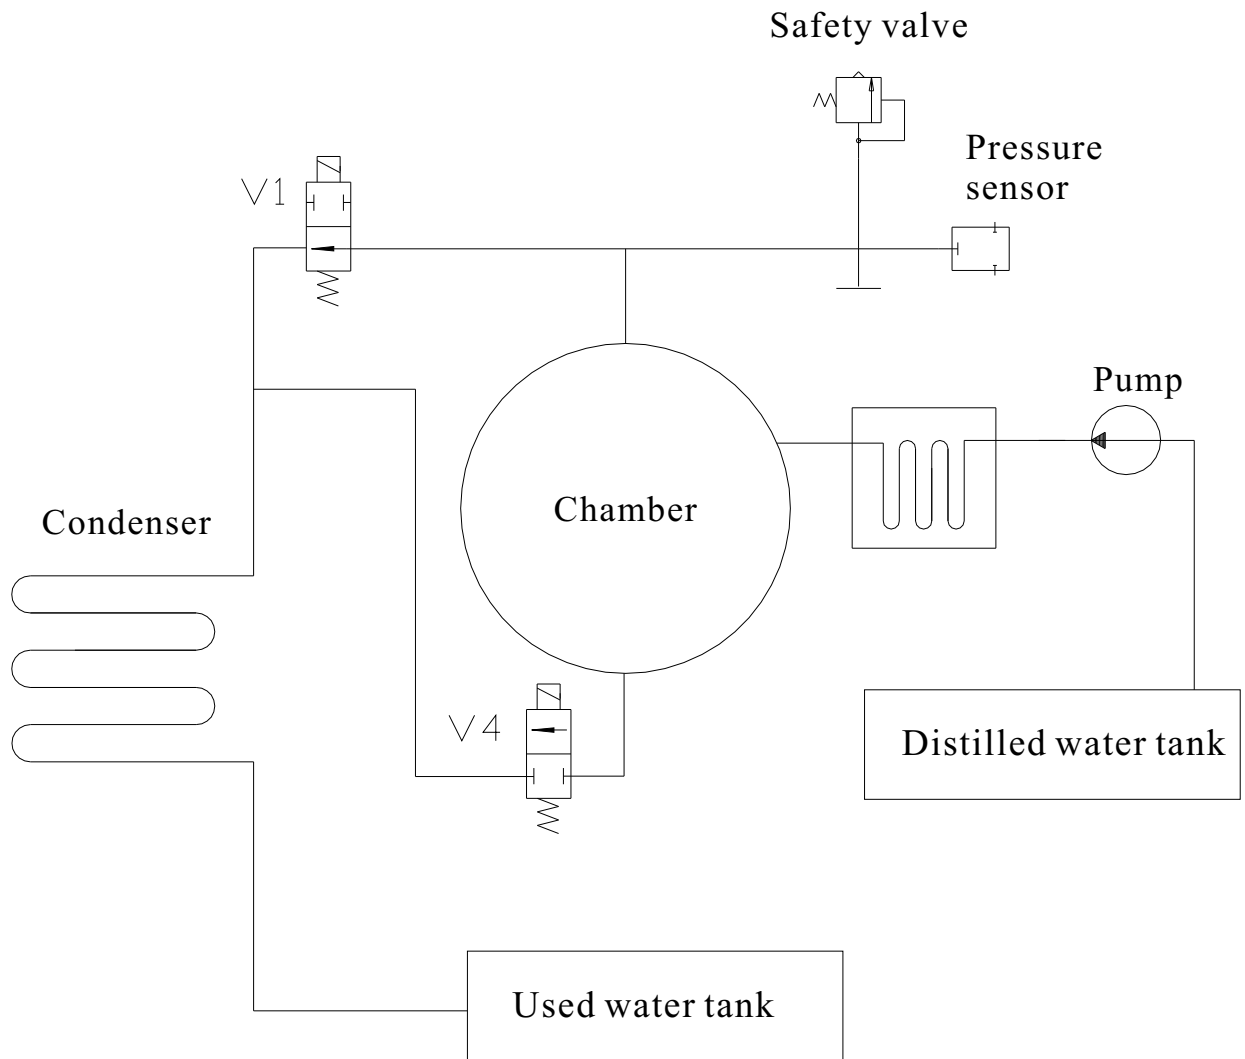 Safety valve
Pressure
sensor
V1
Pump
Chamber
Condenser
V4
Distilled water tank
Used water tank